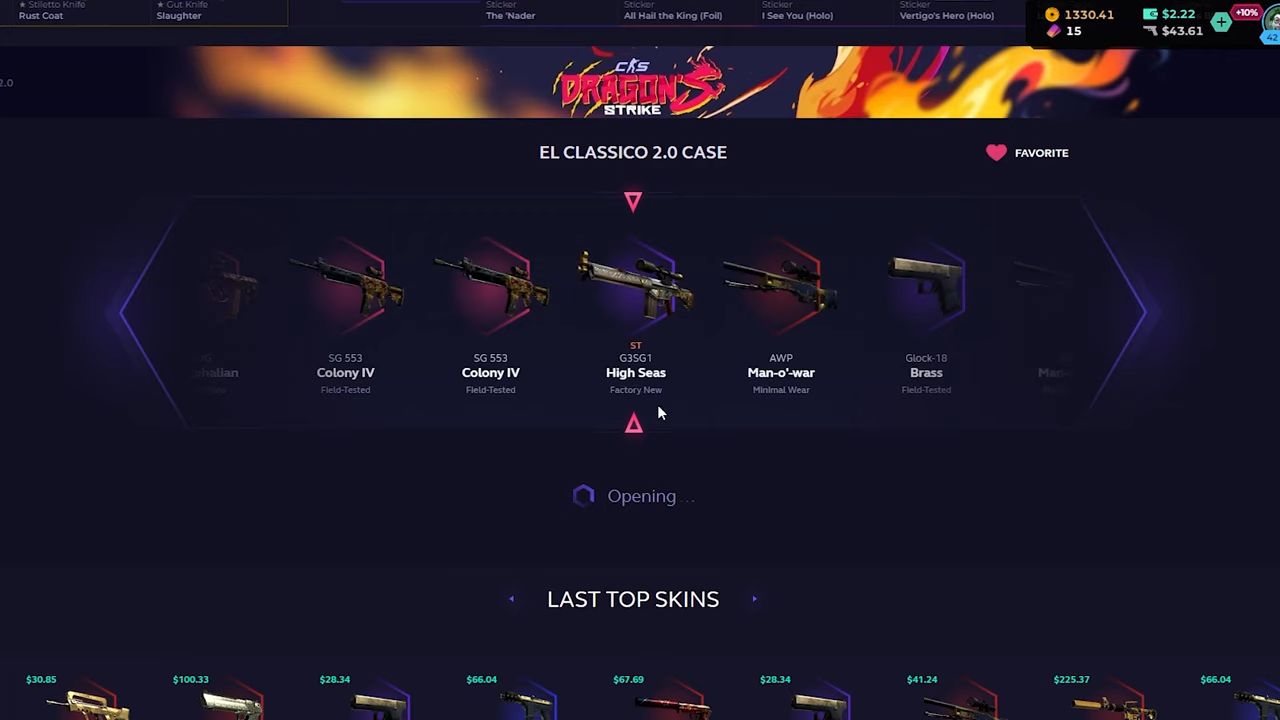 ★ Stiletto Knife
Rust Coat
★ Gut Knife
Slaughter
Sticker
The 'Nader
Sticker
All Hail the King (Foil)
Sticker
I See You (Holo)
Sticker
Vertigo's Hero (Holo)
1330.41
15
$2.22
$43.61
+
+10%
42
2.0
CKS
DRAGON'S
STRIKE
EL CLASSICO 2.0 CASE
FAVORITE
SG 553
Colony IV
Field-Tested
SG 553
Colony IV
Field-Tested
ST
G3SG1
High Seas
Factory New
AWP
Man-o'-war
Minimal Wear
Glock-18
Brass
Field-Tested
Opening...
LAST TOP SKINS
$30.85
$100.33
$28.34
$66.04
$67.69
$28.34
$41.24
$225.37
$66.04